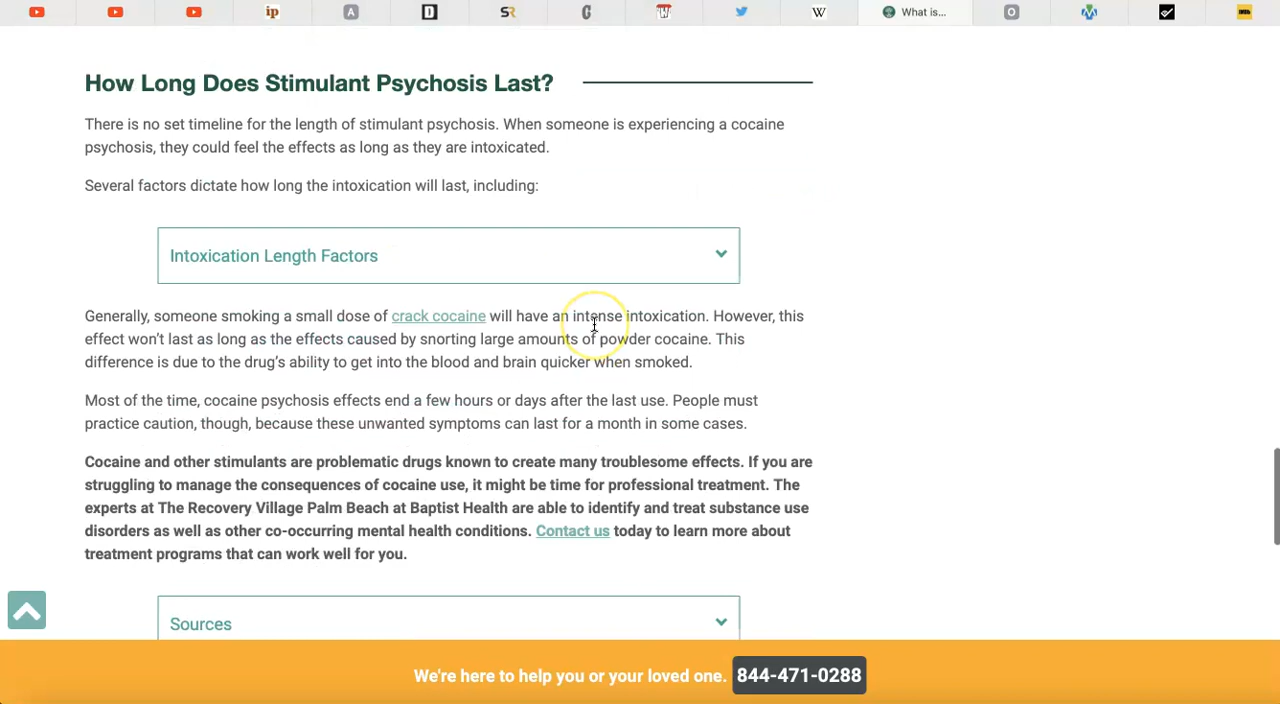 What is...
How Long Does Stimulant Psychosis Last?
There is no set timeline for the length of stimulant psychosis. When someone is experiencing a cocaine
psychosis, they could feel the effects as long as they are intoxicated.
Several factors dictate how long the intoxication will last, including:
Intoxication Length Factors
Generally, someone smoking a small dose of crack cocaine will have an intense intoxication. However, this
effect won’t last as long as the effects caused by snorting large amounts of powder cocaine. This
difference is due to the drug’s ability to get into the blood and brain quicker when smoked.
Most of the time, cocaine psychosis effects end a few hours or days after the last use. People must
practice caution, though, because these unwanted symptoms can last for a month in some cases.
Cocaine and other stimulants are problematic drugs known to create many troublesome effects. If you are
struggling to manage the consequences of cocaine use, it might be time for professional treatment. The
experts at The Recovery Village Palm Beach at Baptist Health are able to identify and treat substance use
disorders as well as other co-occurring mental health conditions. Contact us today to learn more about
treatment programs that can work well for you.
Sources
We're here to help you or your loved one. 844-471-0288